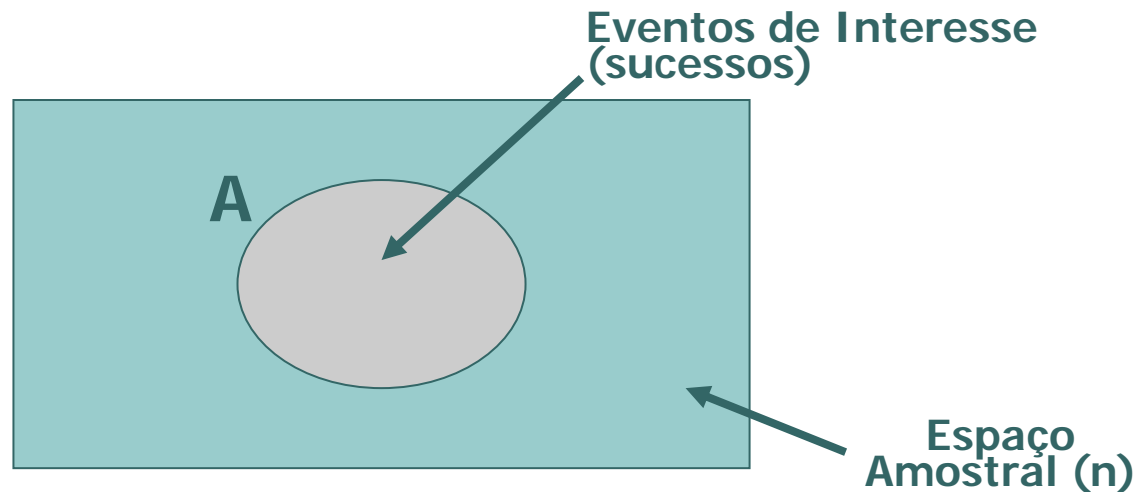 Eventos de Interesse
(sucessos)
A
Espaço
Amostral (n)